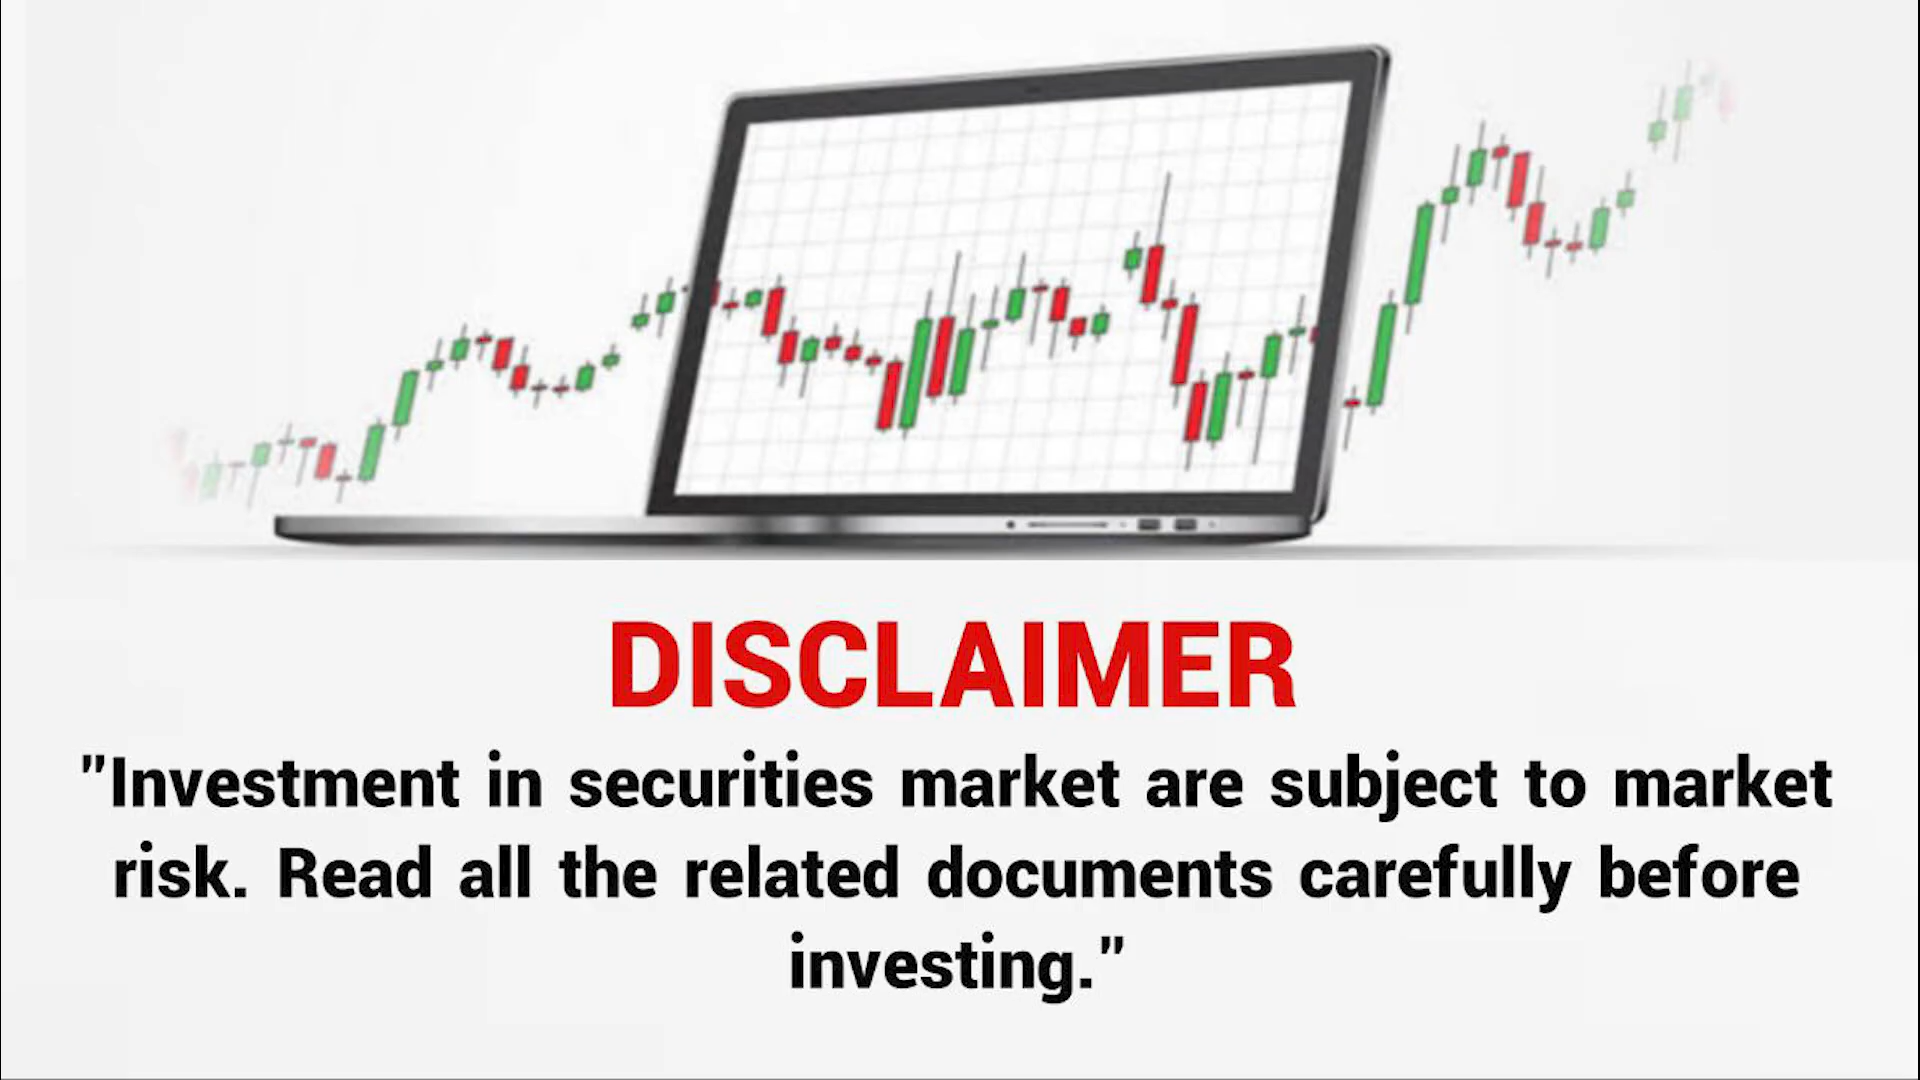 DISCLAIMER
"Investment in securities market are subject to market
risk. Read all the related documents carefully before
investing."